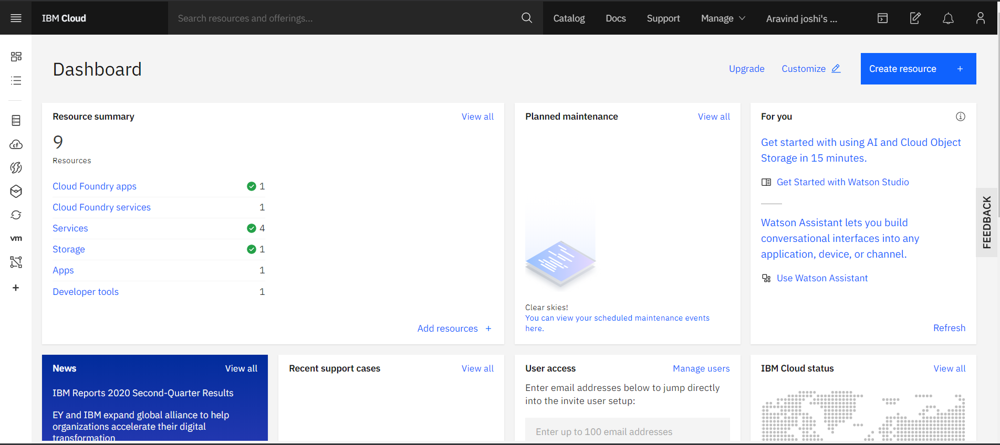 IBM Cloud
Search resources and offerings...
Catalog
Docs
Support
Manage
Aravind joshi's ...
Dashboard
Upgrade
Customize
Create resource +
Resource summary
View all
9
Resources
Cloud Foundry apps 1
Cloud Foundry services 1
Services 4
Storage 1
Apps 1
Developer tools 1
Add resources +
Planned maintenance
View all
Clear skies!
You can view your scheduled maintenance events
here.
For you
Get started with using AI and Cloud Object
Storage in 15 minutes.
Get Started with Watson Studio
Watson Assistant lets you build
conversational interfaces into any
application, device, or channel.
Use Watson Assistant
Refresh
FEEDBACK
cf
vm
+
News
View all
IBM Reports 2020 Second-Quarter Results
EY and IBM expand global alliance to help
organizations accelerate their digital
transformation
Recent support cases
View all
User access
Manage users
Enter email addresses below to jump directly
into the invite user setup:
Enter up to 100 email addresses
IBM Cloud status
View all